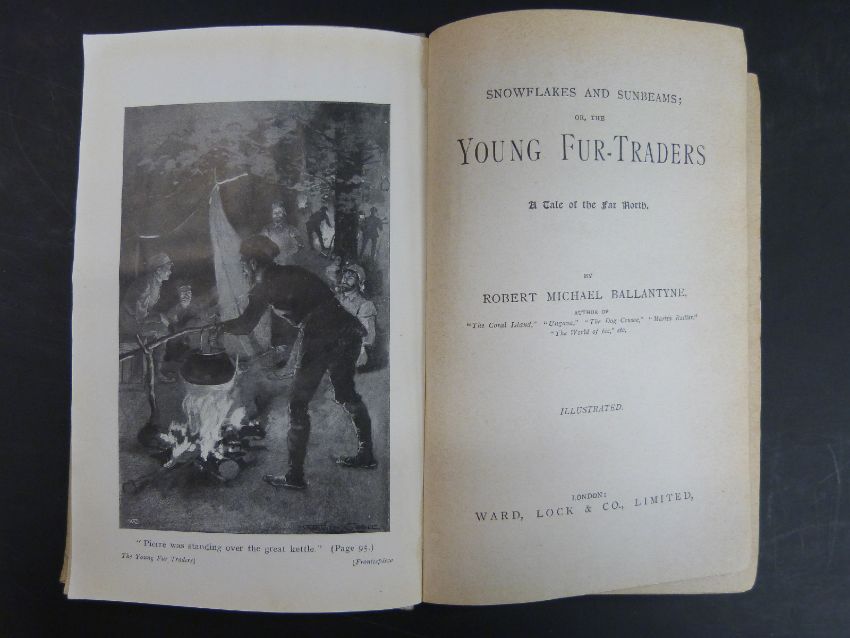 "Pierre was standing over the great kettle." (Page 95.)
The Young Fur Traders] [Frontispiece
SNOWFLAKES AND SUNBEAMS;
OR, THE
YOUNG FUR-TRADERS
A Tale of the Far North.
BY
ROBERT MICHAEL BALLANTYNE,
AUTHOR OF
"The Coral Island," "Ungava," "The Dog Crusoe," "Martin Rattler,"
"The World of Ice," etc.
ILLUSTRATED.
LONDON:
WARD, LOCK & CO., LIMITED,